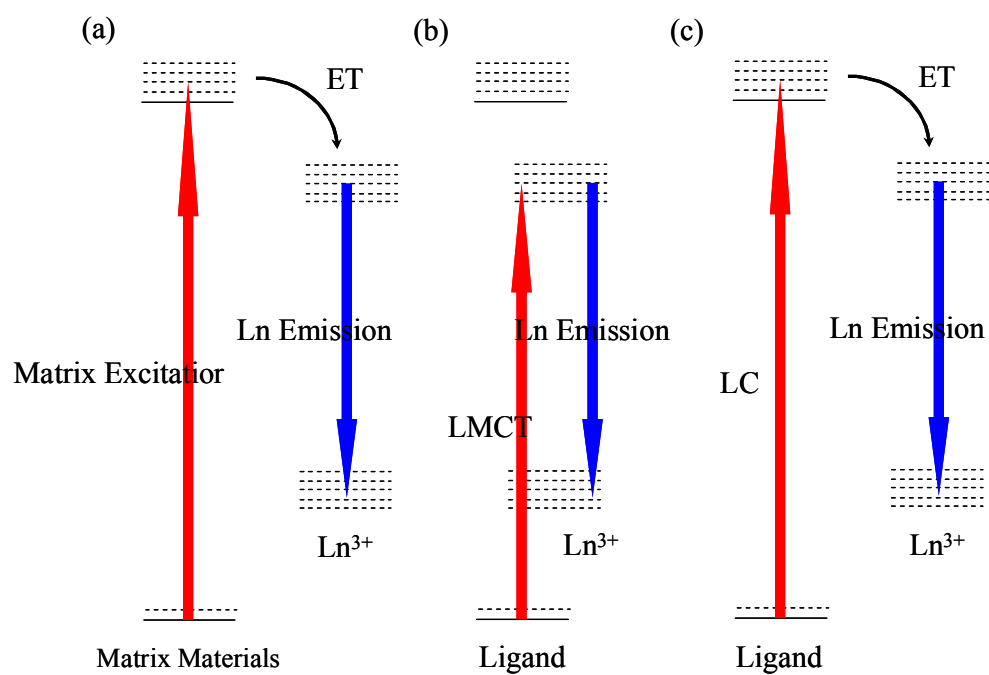 (a)
ET
Ln Emission
Matrix Excitatior
Ln³⁺
Matrix Materials
(b)
Ln Emission
LMCT
Ln³⁺
Ligand
(c)
ET
Ln Emission
LC
Ln³⁺
Ligand